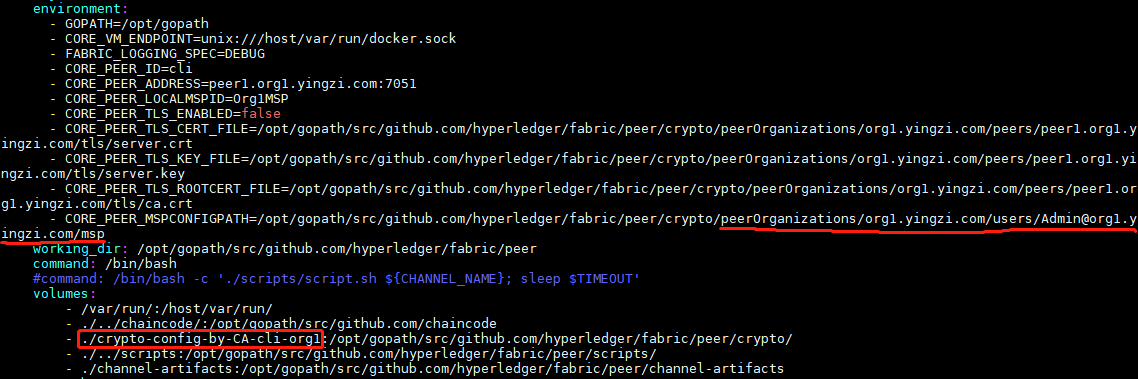 environment:
- GOPATH=/opt/gopath
- CORE_VM_ENDPOINT=unix:///host/var/run/docker.sock
- FABRIC_LOGGING_SPEC=DEBUG
- CORE_PEER_ID=cli
- CORE_PEER_ADDRESS=peer1.org1.yingzi.com:7051
- CORE_PEER_LOCALMSPID=Org1MSP
- CORE_PEER_TLS_ENABLED=false
- CORE_PEER_TLS_CERT_FILE=/opt/gopath/src/github.com/hyperledger/fabric/peer/crypto/peerOrganizations/org1.yingzi.com/peers/peer1.org1.y
ingzi.com/tls/server.crt
- CORE_PEER_TLS_KEY_FILE=/opt/gopath/src/github.com/hyperledger/fabric/peer/crypto/peerOrganizations/org1.yingzi.com/peers/peer1.org1.yi
ngzi.com/tls/server.key
- CORE_PEER_TLS_ROOTCERT_FILE=/opt/gopath/src/github.com/hyperledger/fabric/peer/crypto/peerOrganizations/org1.yingzi.com/peers/peer1.or
g1.yingzi.com/tls/ca.crt
- CORE_PEER_MSPCONFIGPATH=/opt/gopath/src/github.com/hyperledger/fabric/peer/crypto/peerOrganizations/org1.yingzi.com/users/Admin@org1.y
ingzi.com/msp
working_dir: /opt/gopath/src/github.com/hyperledger/fabric/peer
command: /bin/bash
#command: /bin/bash -c './scripts/script.sh ${CHANNEL_NAME}; sleep $TIMEOUT'
volumes:
- /var/run/:/host/var/run/
- ./../chaincode/:/opt/gopath/src/github.com/chaincode
- ./crypto-config-by-CA-cli-org1:/opt/gopath/src/github.com/hyperledger/fabric/peer/crypto/
- ./../scripts:/opt/gopath/src/github.com/hyperledger/fabric/peer/scripts/
- ./channel-artifacts:/opt/gopath/src/github.com/hyperledger/fabric/peer/channel-artifacts